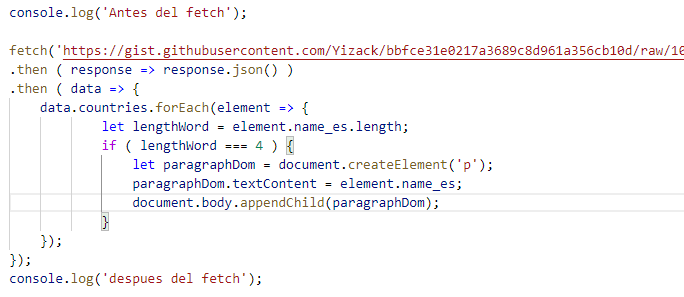 console.log('Antes del fetch');
fetch('https://gist.githubusercontent.com/Yizack/bbfce31e0217a3689c8d961a356cb10d/raw/10
.then ( response => response.json() )
.then ( data => {
data.countries.forEach(element => {
let lengthWord = element.name_es.length;
if ( lengthWord === 4 ) {
let paragraphDom = document.createElement('p');
paragraphDom.textContent = element.name_es;
document.body.appendChild(paragraphDom);
}
});
});
console.log('despues del fetch');